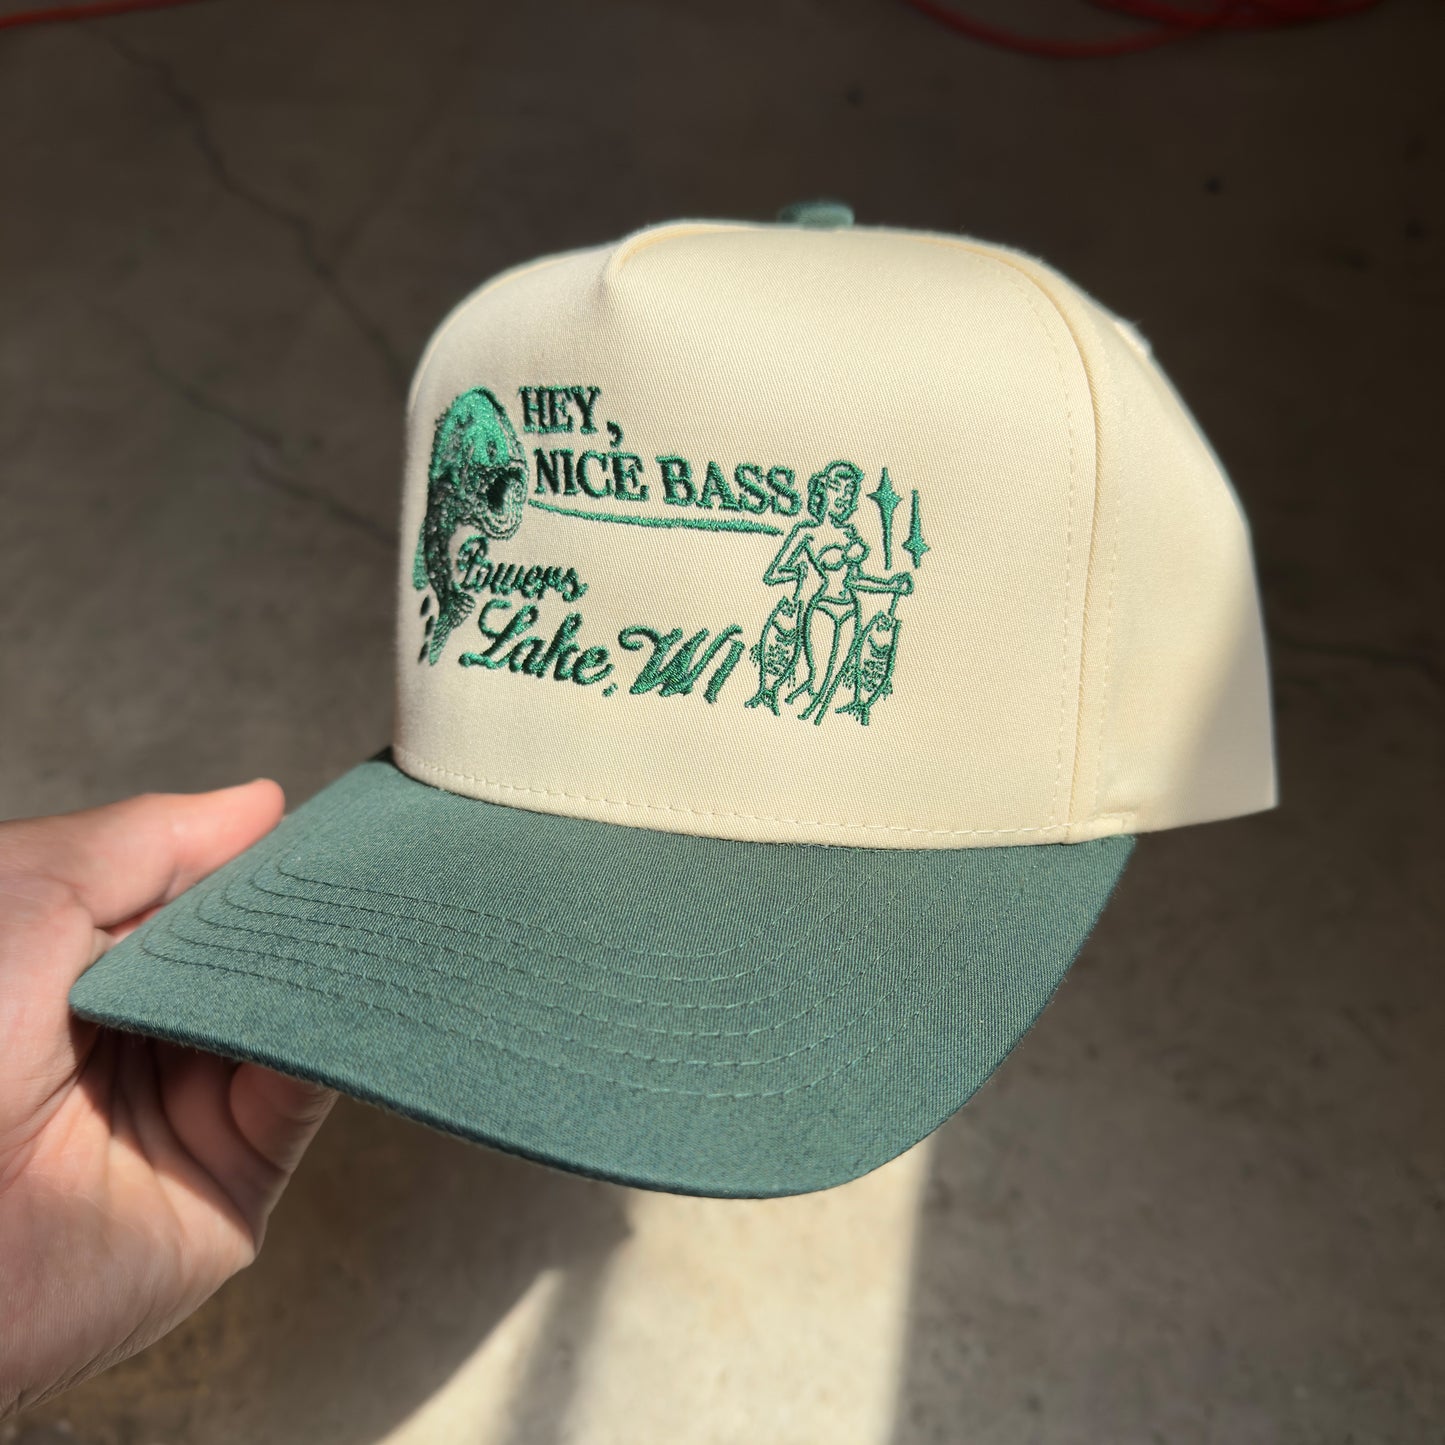 HEY,
NICE BASS
Powers
Lake, WI